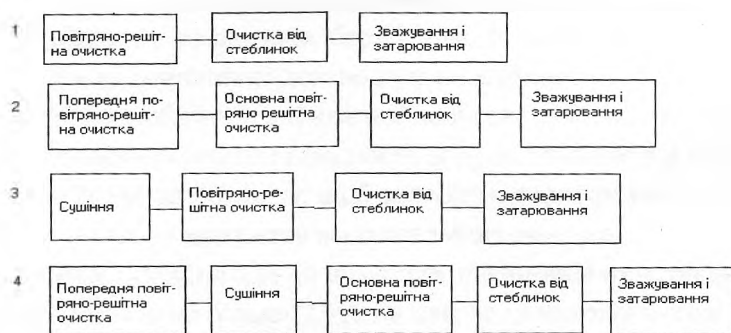 1
Повітряно-решіт-
на очистка
Очистка від
стеблинок
Зважування і
затарювання
2
Попередня по-
вітряно-решіт-
на очистка
Основна повіт-
ряно решітна
очистка
Очистка від
стеблинок
Зважування і
затарювання
3
Сушіння
Повітряно-ре-
шітна очистка
Очистка від
стеблинок
Зважування і
затарювання
4
Попередня повіт-
ряно-решітна
очистка
Сушіння
Основна повіт-
ряно-решітна
очистка
Очистка від
стеблинок
Зважування і
затарювання